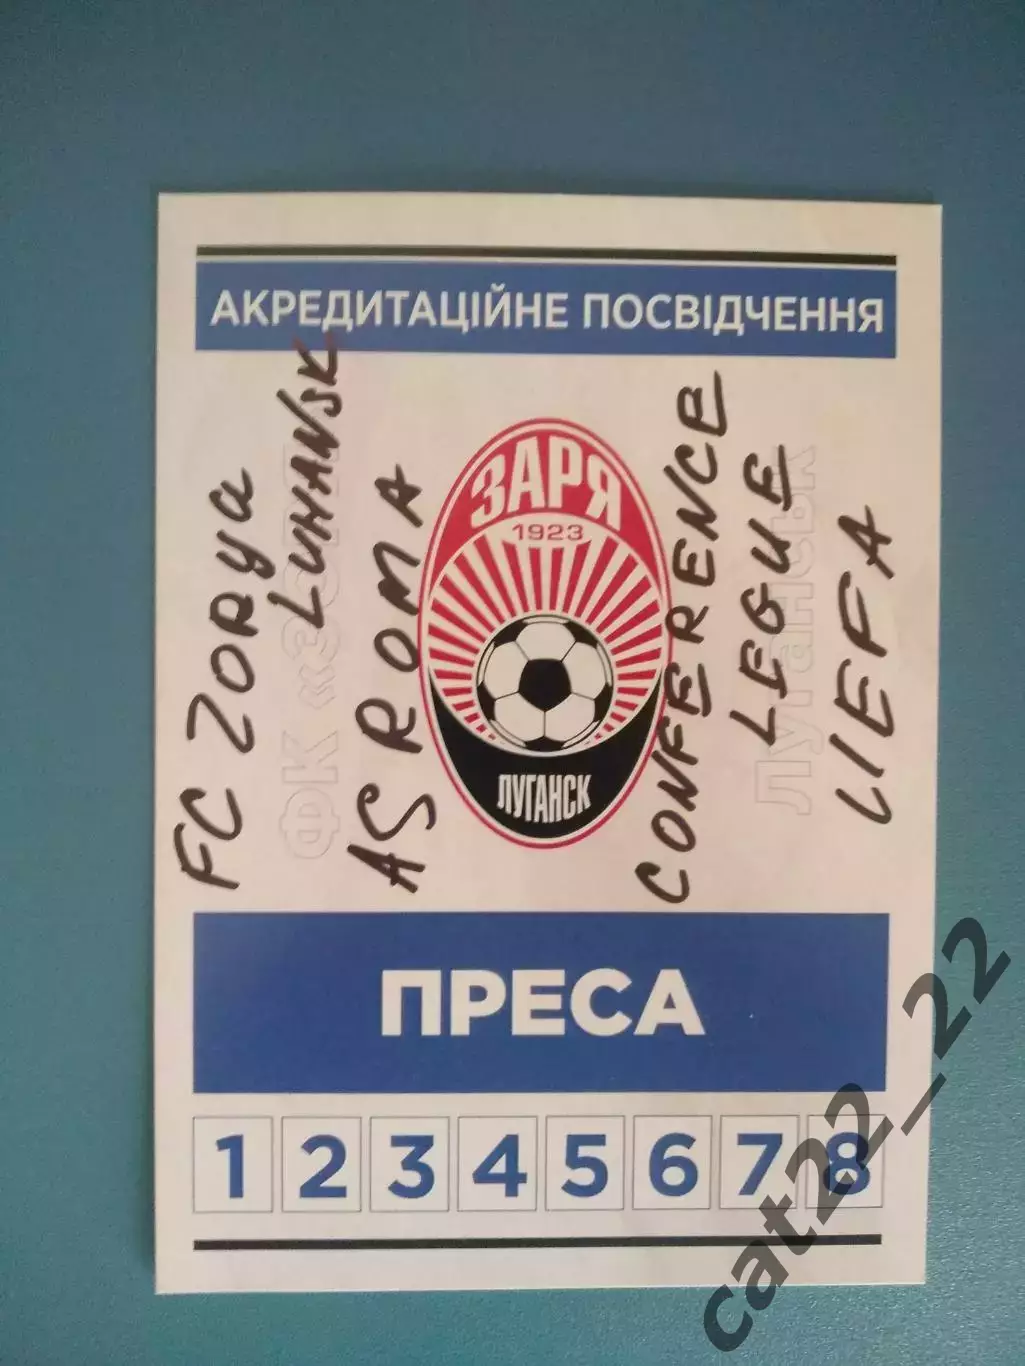 АКРЕДИТАЦІЙНЕ ПОСВІДЧЕННЯ
FC ZORYA
LUHANSK
ФК «ЗОРЯ»
AS ROMA
ЗАРЯ
1923
ЛУГАНСК
CONFERENCE
LEGUE
Луганськ
UEFA
ПРЕСА
1 2 3 4 5 6 7 8
cat22_22